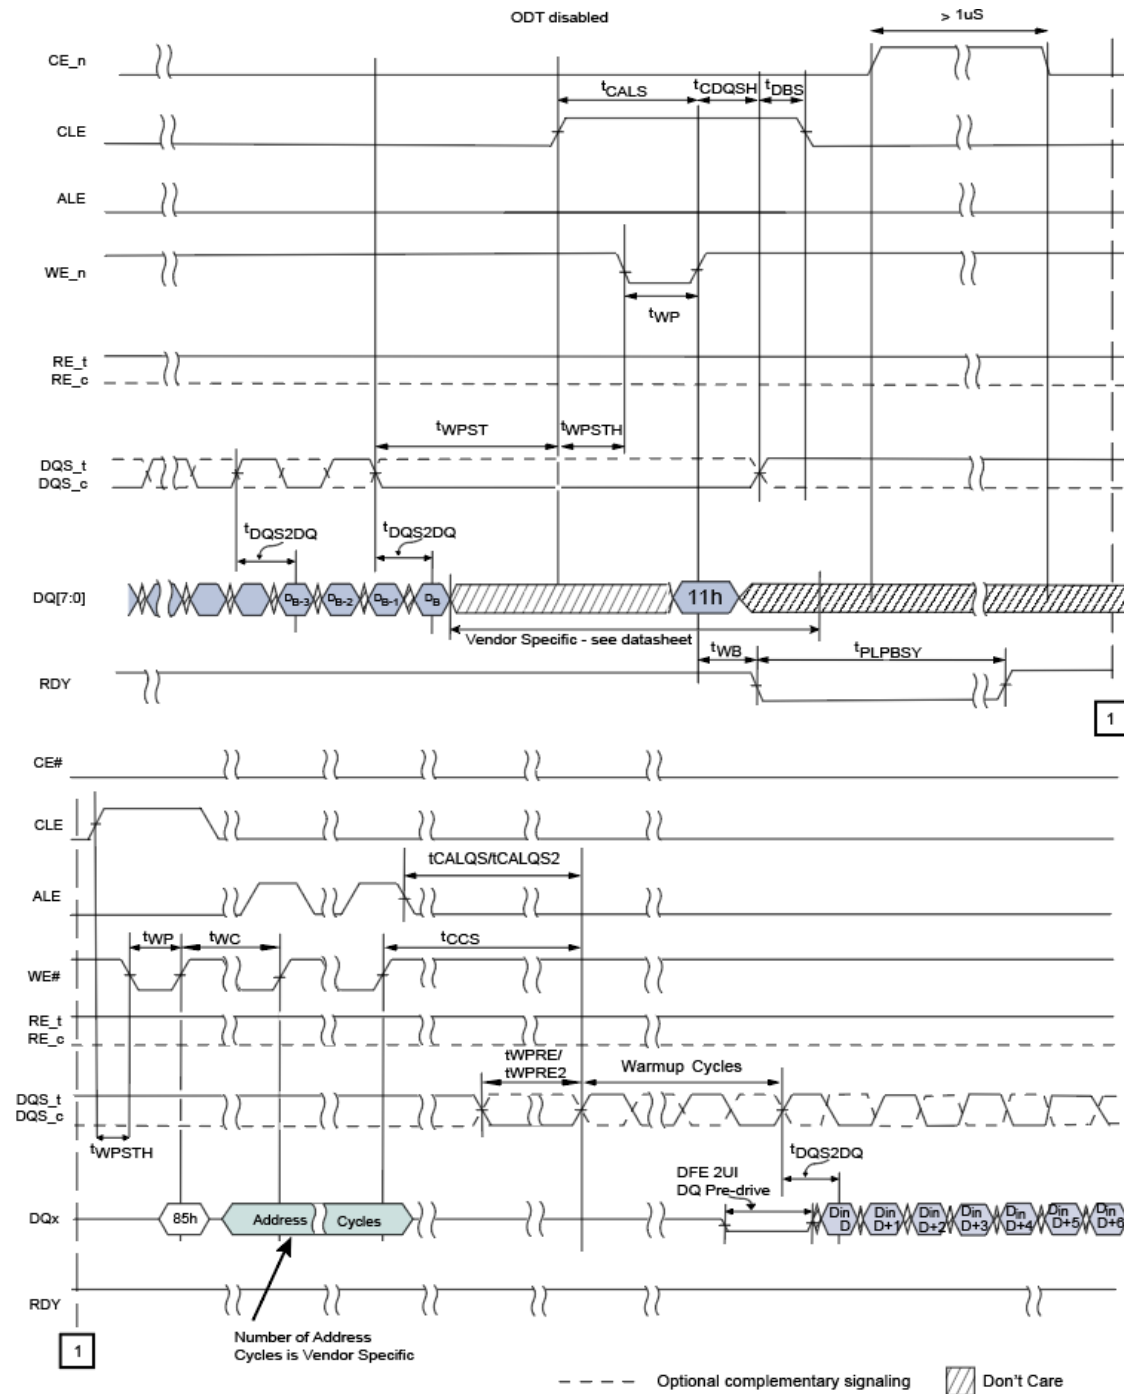 ODT disabled
> 1uS
CE_n
tCALS
tCDQSH
tDBS
CLE
ALE
WE_n
tWP
RE_t
RE_c
tWPST
tWPSTH
DQS_t
DQS_c
tDQS2DQ
tDQS2DQ
DQ[7:0]
DB-3
DB-2
DB-1
DB
11h
Vendor Specific - see datasheet
tWB
tPLPBSY
RDY
1
CE#
CLE
tCALQS/tCALQS2
ALE
tWP
tWC
tCCS
WE#
RE_t
RE_c
tWPRE/
tWPRE2
Warmup Cycles
DQS_t
DQS_c
tWPSTH
tDQS2DQ
DFE 2UI
DQ Pre-drive
DQx
85h
Address
Cycles
Din
D
Din
D+1
Din
D+2
Din
D+3
Din
D+4
Din
D+5
Din
D+6
RDY
1
Number of Address
Cycles is Vendor Specific
Optional complementary signaling
Don't Care